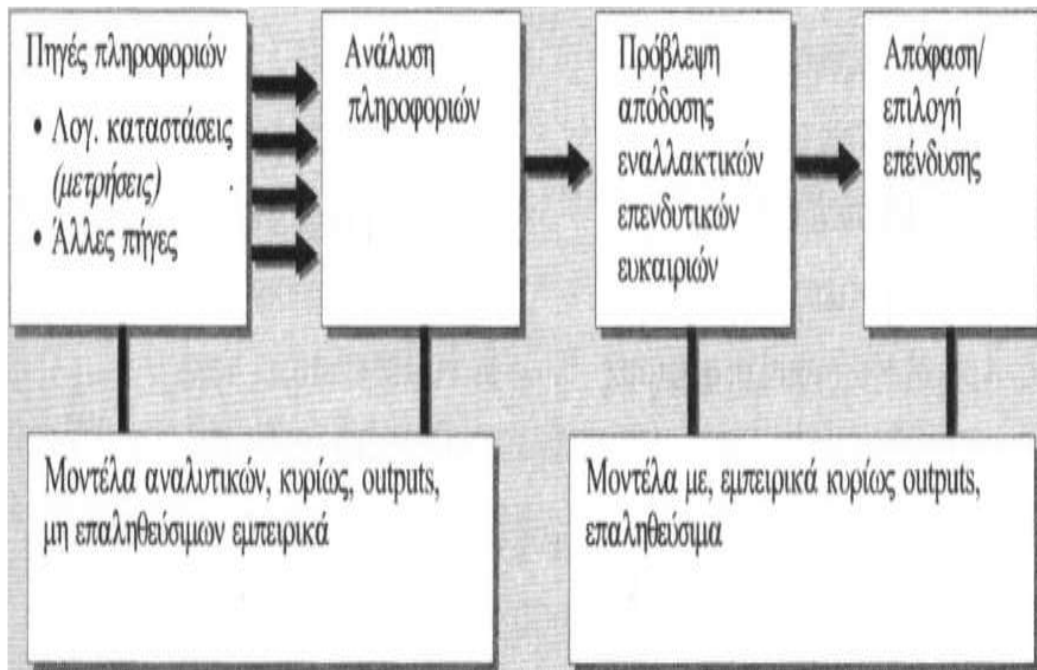 Πηγές πληροφοριών
• Λογ. καταστάσεις
(μετρήσεις)
• Άλλες πήγες
Ανάλυση
πληροφοριών
Πρόβλεψη
απόδοσης
εναλλακτικών
επενδυτικών
ευκαιριών
Απόφαση/
επιλογή
επένδυσης
Μοντέλα αναλυτικών, κυρίως, outputs,
μη επαληθεύσιμων εμπειρικά
Μοντέλα με, εμπειρικά κυρίως outputs,
επαληθεύσιμα